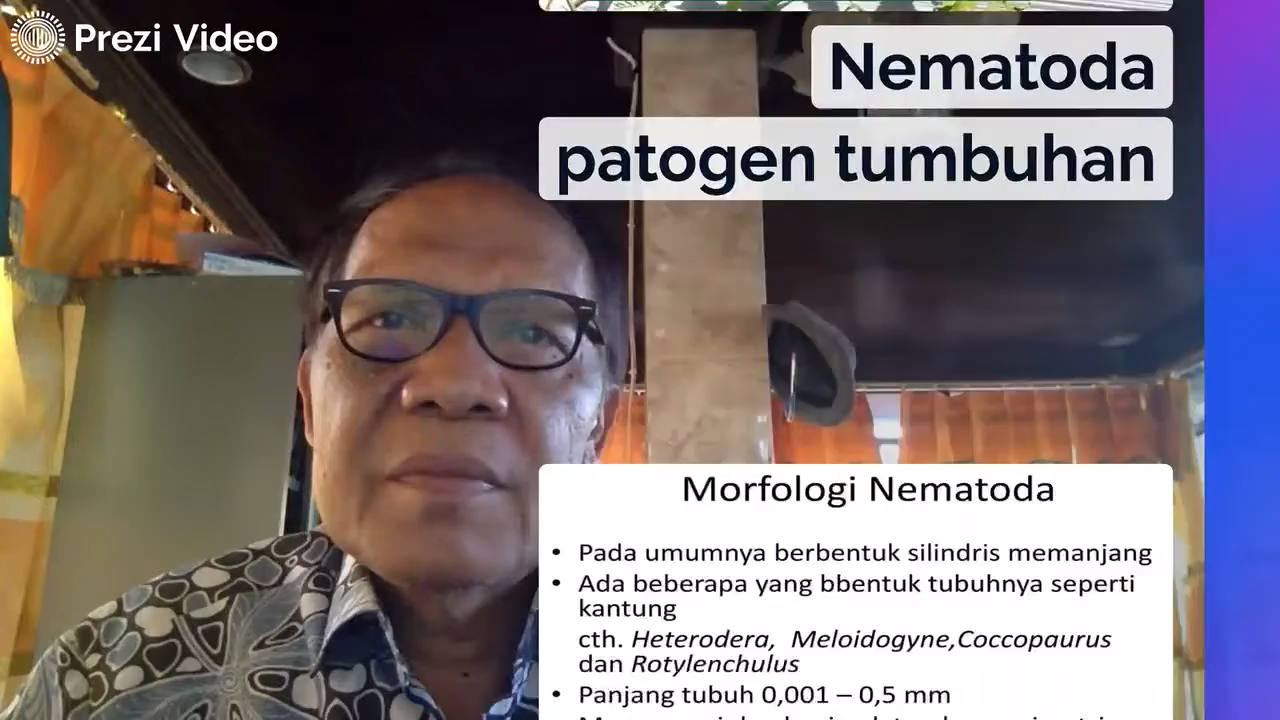 Prezi Video
Nematoda
patogen tumbuhan
Morfologi Nematoda
• Pada umumnya berbentuk silindris memanjang
• Ada beberapa yang bbentuk tubuhnya seperti
kantung
cth. Heterodera, Meloidogyne,Coccopaurus
dan Rotylenchulus
• Panjang tubuh 0,001 – 0,5 mm